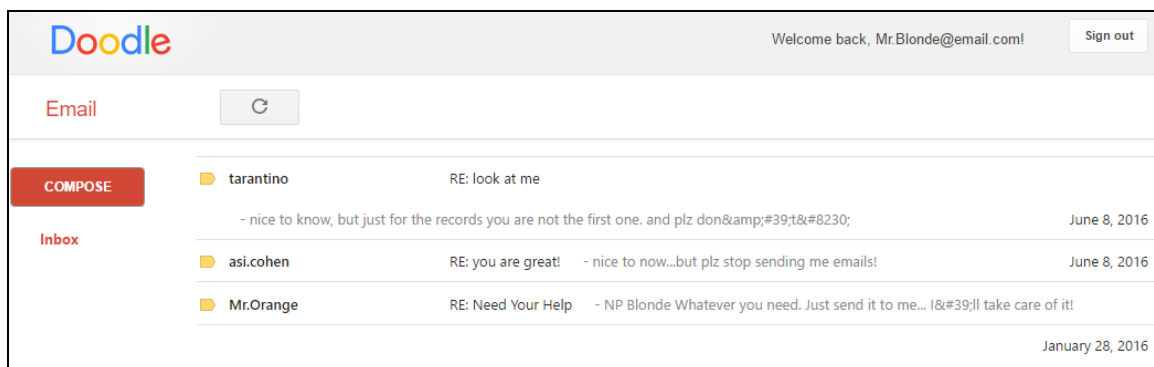 Doodle
Welcome back, Mr.Blonde@email.com!
Sign out
Email
COMPOSE
Inbox
tarantino RE: look at me
- nice to know, but just for the records you are not the first one. and plz don&amp;#39;t&#8230; June 8, 2016
asi.cohen RE: you are great! - nice to now...but plz stop sending me emails! June 8, 2016
Mr.Orange RE: Need Your Help - NP Blonde Whatever you need. Just send it to me... I&#39;ll take care of it!
January 28, 2016